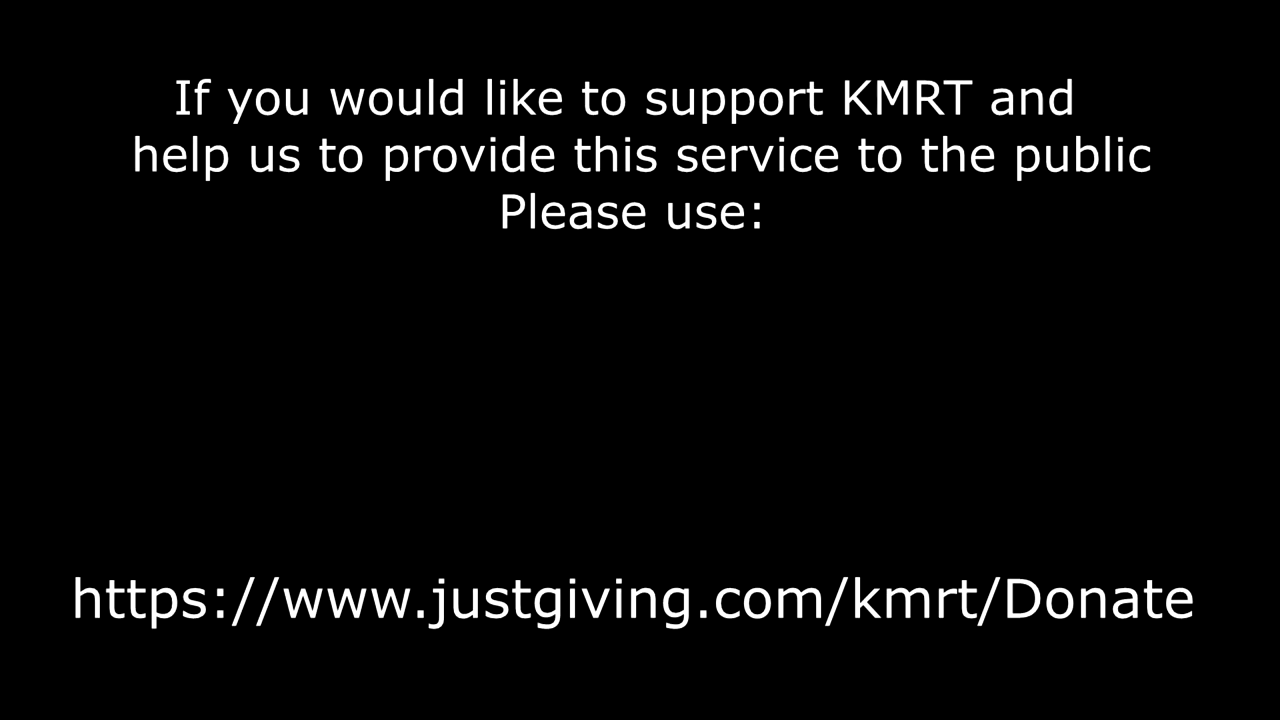 If you would like to support KMRT and
help us to provide this service to the public
Please use:
https://www.justgiving.com/kmrt/Donate